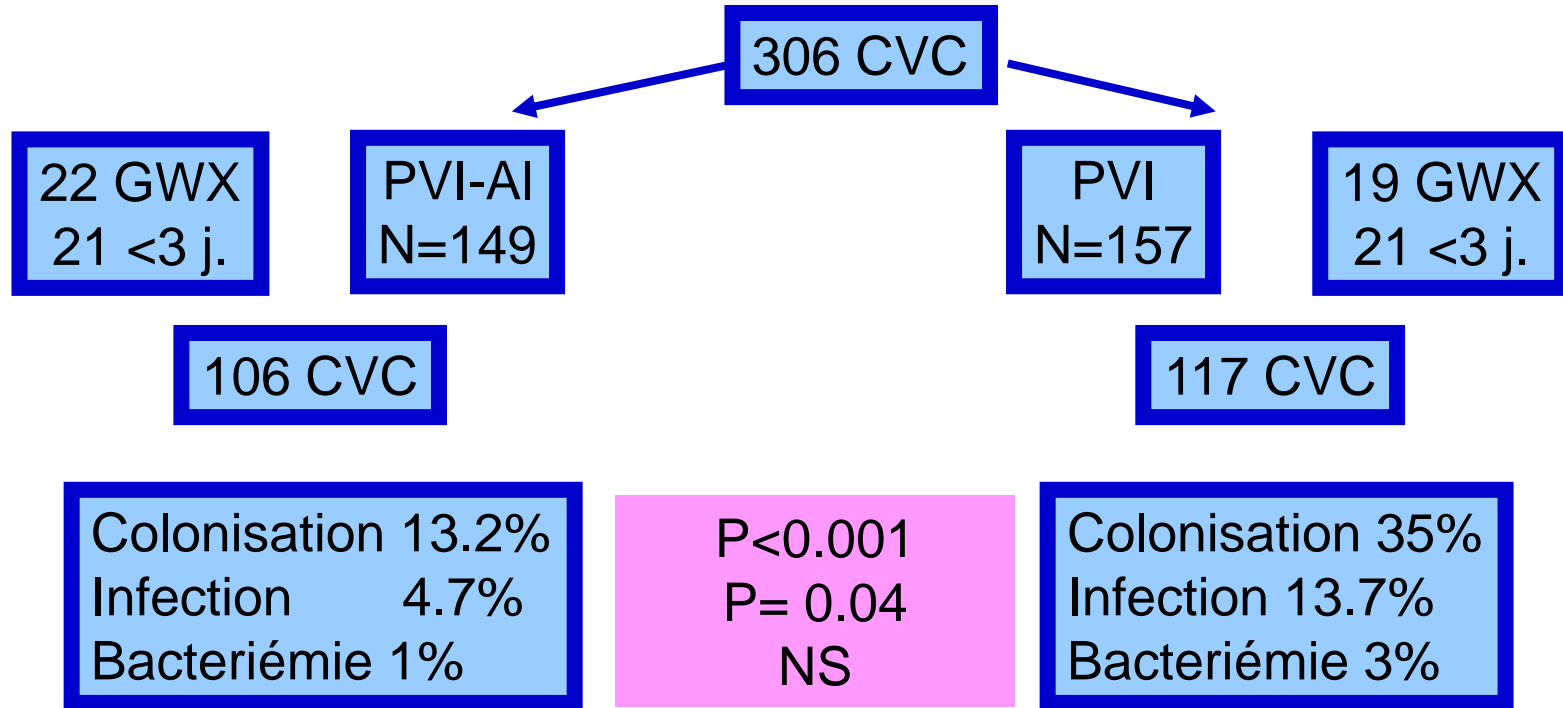 306 CVC
22 GWX
21 <3 j.
PVI-Al
N=149
PVI
N=157
19 GWX
21 <3 j.
106 CVC
117 CVC
Colonisation 13.2%
Infection 4.7%
Bacteriémie 1%
P<0.001
P= 0.04
NS
Colonisation 35%
Infection 13.7%
Bacteriémie 3%